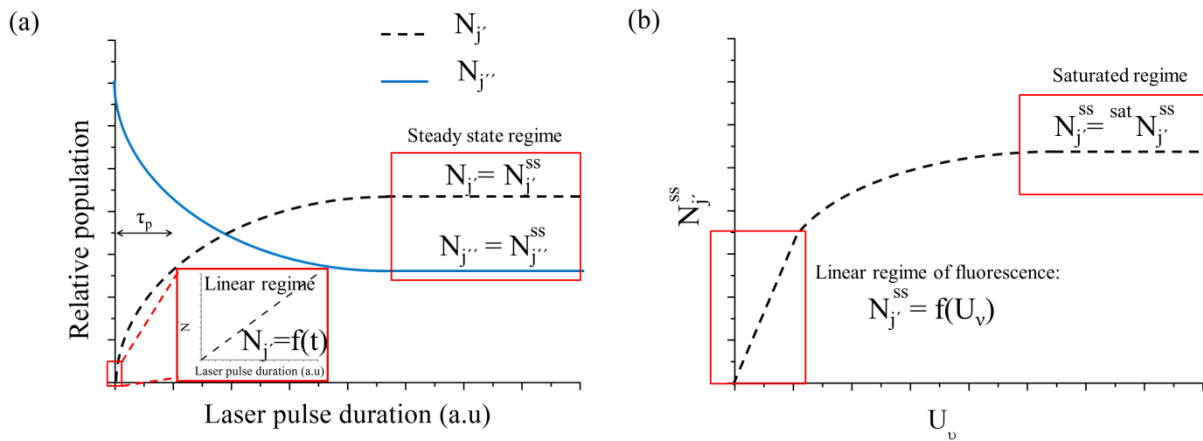 (a)
N_j′
N_j′′
Relative population
τ_p
Steady state regime
N_j′ = N_j′^ss
N_j′′ = N_j′′^ss
Linear regime
N
N_j′=f(t)
Laser pulse duration (a.u)
Laser pulse duration (a.u)
(b)
N_j′^ss
Saturated regime
N_j′^ss = ^sat N_j′^ss
Linear regime of fluorescence:
N_j′^ss = f(U_ν)
U_υ